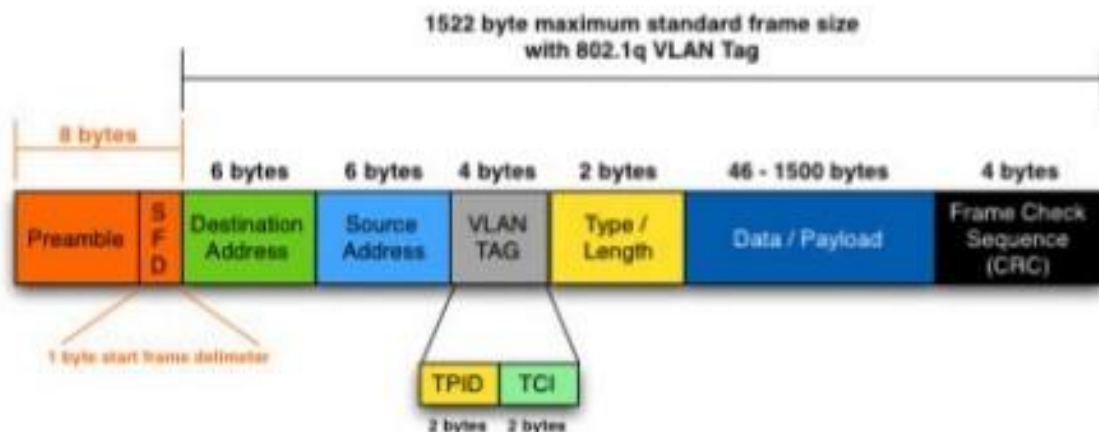 1522 byte maximum standard frame size
with 802.1q VLAN Tag
8 bytes
6 bytes
6 bytes
4 bytes
2 bytes
46 - 1500 bytes
4 bytes
Preamble
S
F
D
Destination
Address
Source
Address
VLAN
TAG
Type /
Length
Data / Payload
Frame Check
Sequence
(CRC)
1 byte start frame delimeter
TPID
TCI
2 bytes
2 bytes